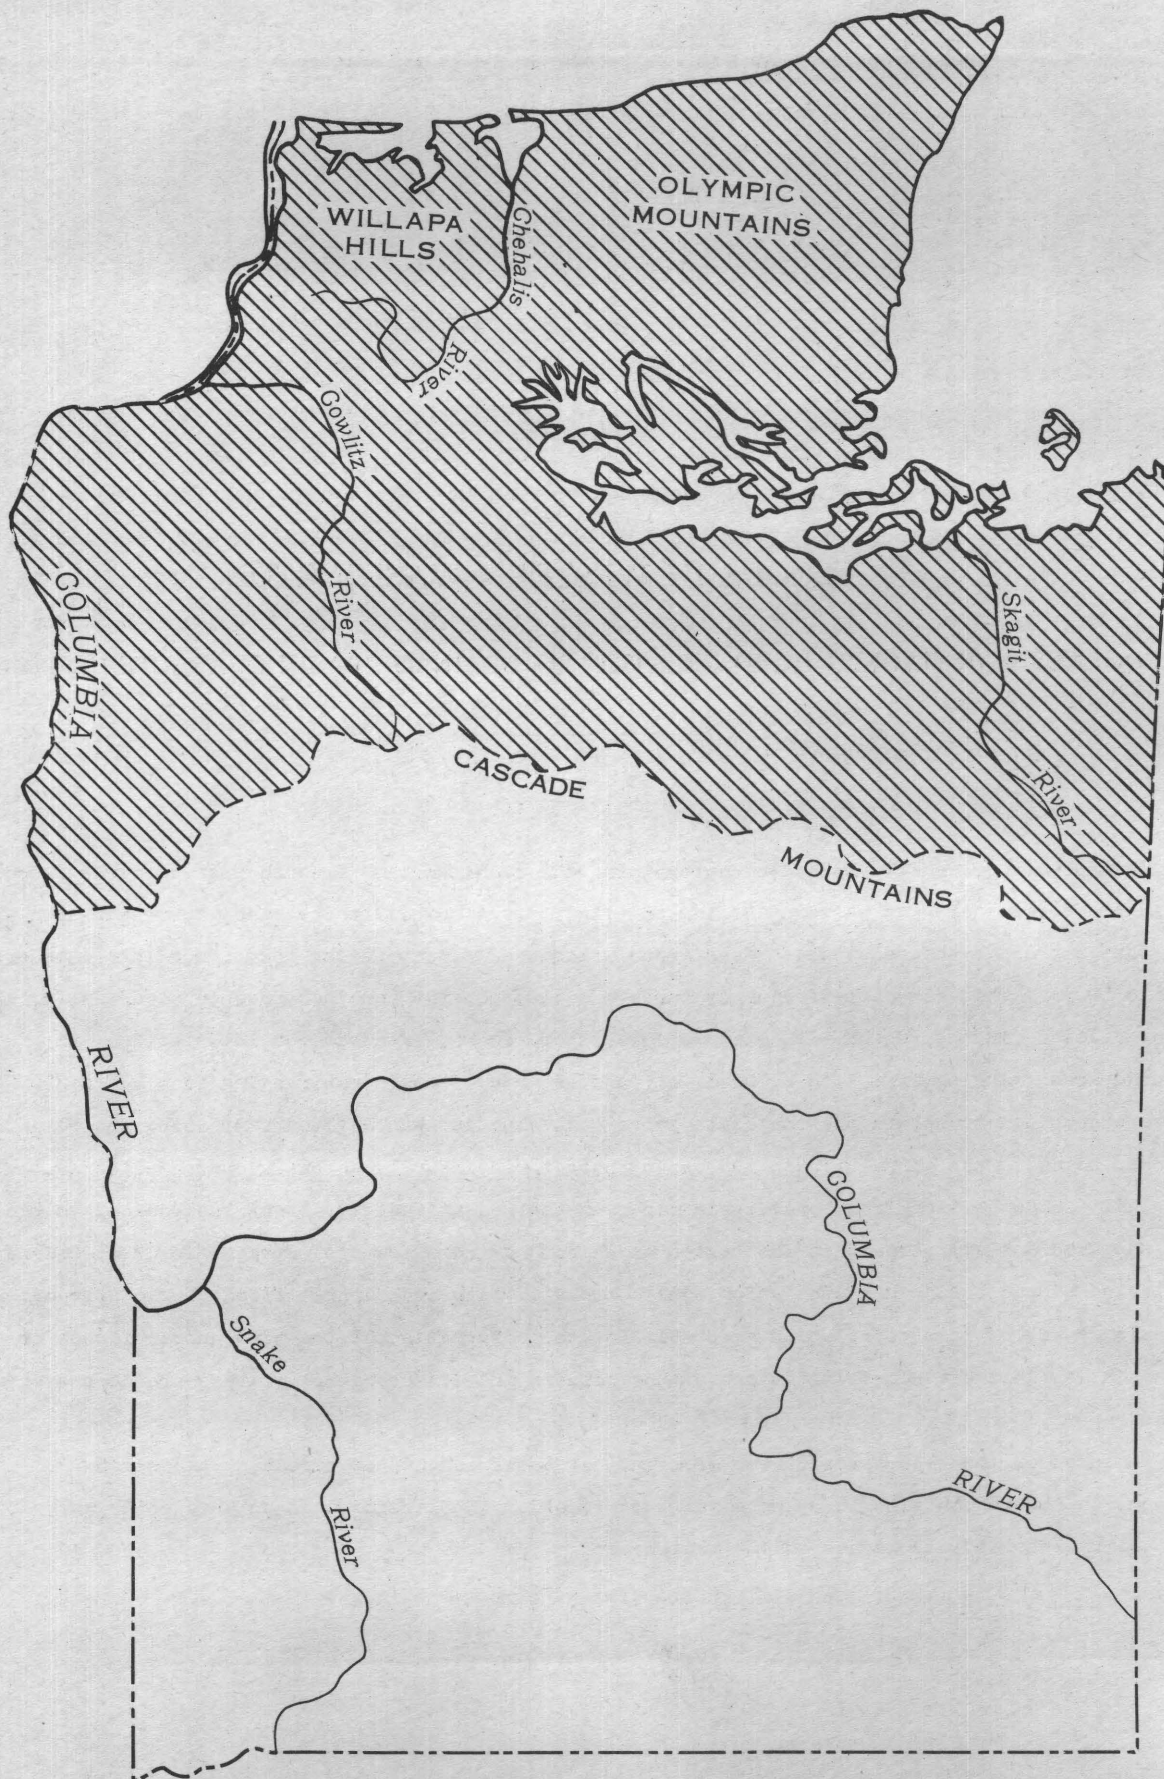 OLYMPIC
MOUNTAINS
WILLAPA
HILLS
Chehalis
River
Cowlitz
River
COLUMBIA
RIVER
Skagit
River
CASCADE
MOUNTAINS
COLUMBIA
RIVER
Snake
River